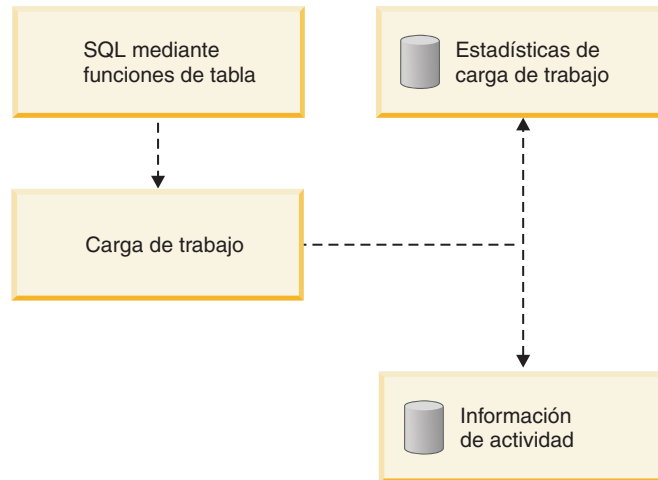 SQL mediante
funciones de tabla
Estadísticas de
carga de trabajo
Carga de trabajo
Información
de actividad